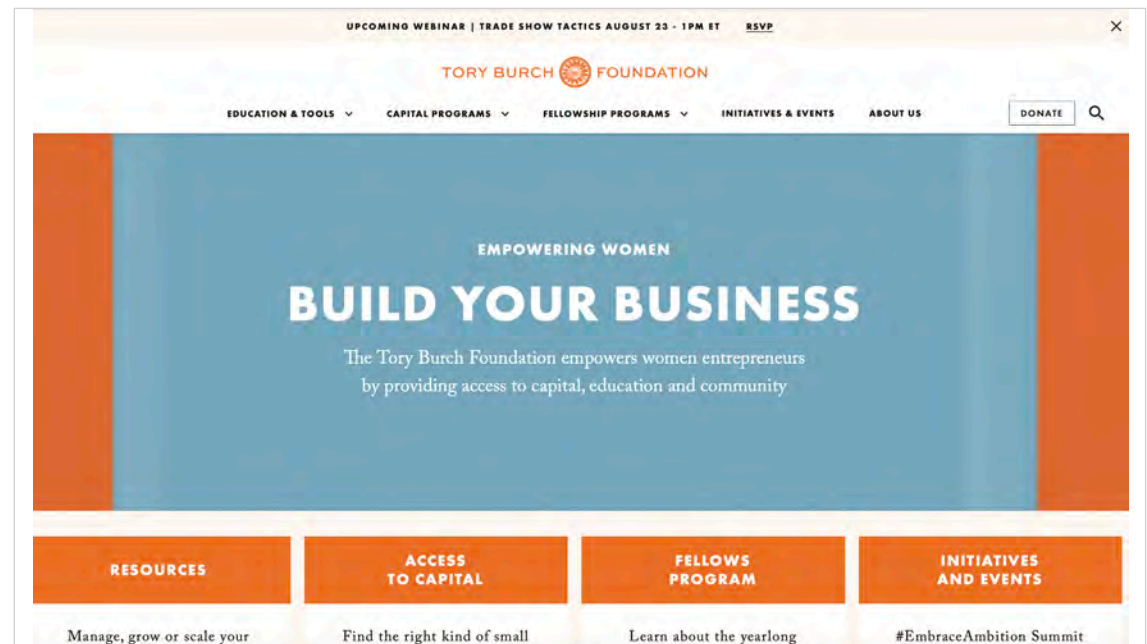 UPCOMING WEBINAR | TRADE SHOW TACTICS AUGUST 23 - 1PM ET RSVP
TORY BURCH FOUNDATION
EDUCATION & TOOLS CAPITAL PROGRAMS FELLOWSHIP PROGRAMS INITIATIVES & EVENTS ABOUT US DONATE
EMPOWERING WOMEN
BUILD YOUR BUSINESS
The Tory Burch Foundation empowers women entrepreneurs
by providing access to capital, education and community
RESOURCES
Manage, grow or scale your
ACCESS
TO CAPITAL
Find the right kind of small
FELLOWS
PROGRAM
Learn about the yearlong
INITIATIVES
AND EVENTS
#EmbraceAmbition Summit